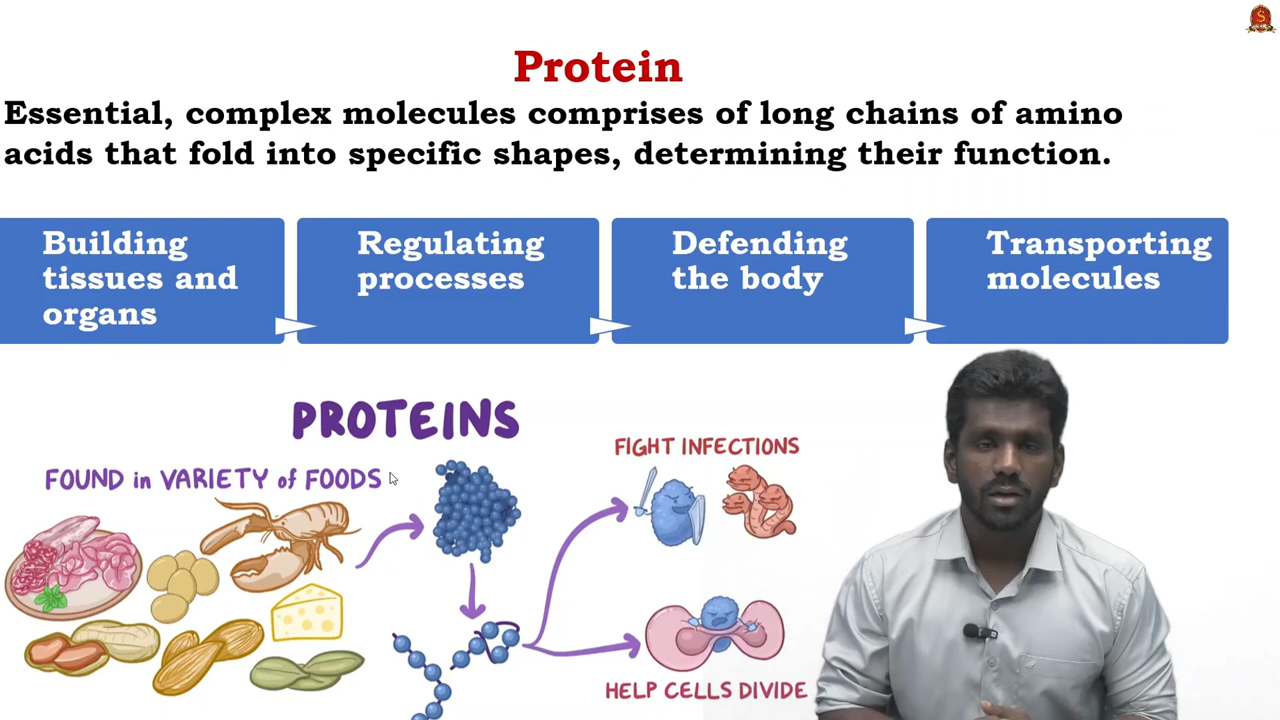 Protein
Essential, complex molecules comprises of long chains of amino
acids that fold into specific shapes, determining their function.
Building
tissues and
organs
Regulating
processes
Defending
the body
Transporting
molecules
PROTEINS
FOUND in VARIETY of FOODS
FIGHT INFECTIONS
HELP CELLS DIVIDE